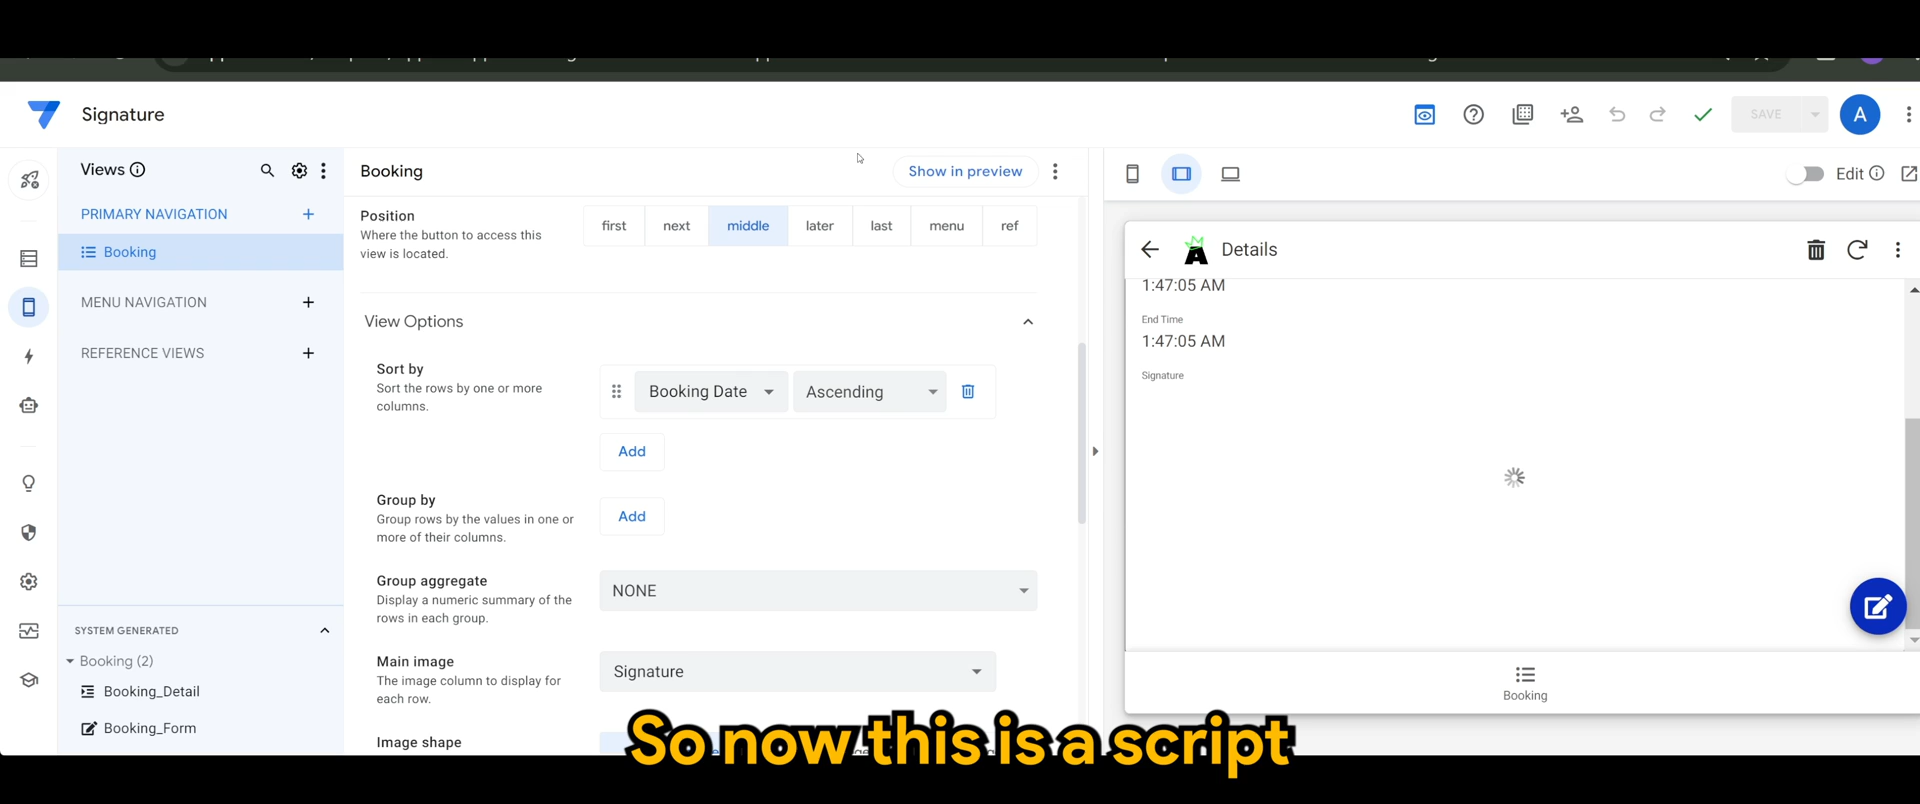 Signature
SAVE
A
Views
PRIMARY NAVIGATION
Booking
MENU NAVIGATION
REFERENCE VIEWS
SYSTEM GENERATED
Booking (2)
Booking_Detail
Booking_Form
Booking
Show in preview
Position
Where the button to access this
view is located.
first next middle later last menu ref
View Options
Sort by
Sort the rows by one or more
columns.
Booking Date Ascending
Add
Group by
Group rows by the values in one or
more of their columns.
Add
Group aggregate
Display a numeric summary of the
rows in each group.
NONE
Main image
The image column to display for
each row.
Signature
Image shape
Edit
A
Details
1:47:05 AM
End Time
1:47:05 AM
Signature
Booking
So now this is a script